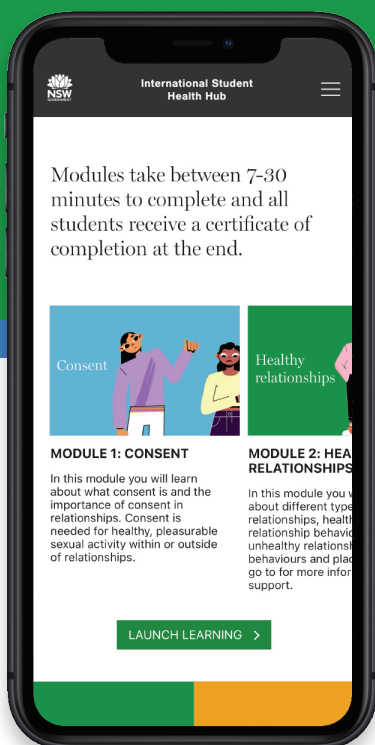 NSW
GOVERNMENT
International Student
Health Hub
Modules take between 7-30
minutes to complete and all
students receive a certificate of
completion at the end.
Consent
Healthy
relationships
MODULE 1: CONSENT
In this module you will learn
about what consent is and the
importance of consent in
relationships. Consent is
needed for healthy, pleasurable
sexual activity within or outside
of relationships.
MODULE 2: HEA
RELATIONSHIPS
In this module you
about different type
relationships, health
relationship behavio
unhealthy relations
behaviours and plac
go to for more infor
support.
LAUNCH LEARNING >